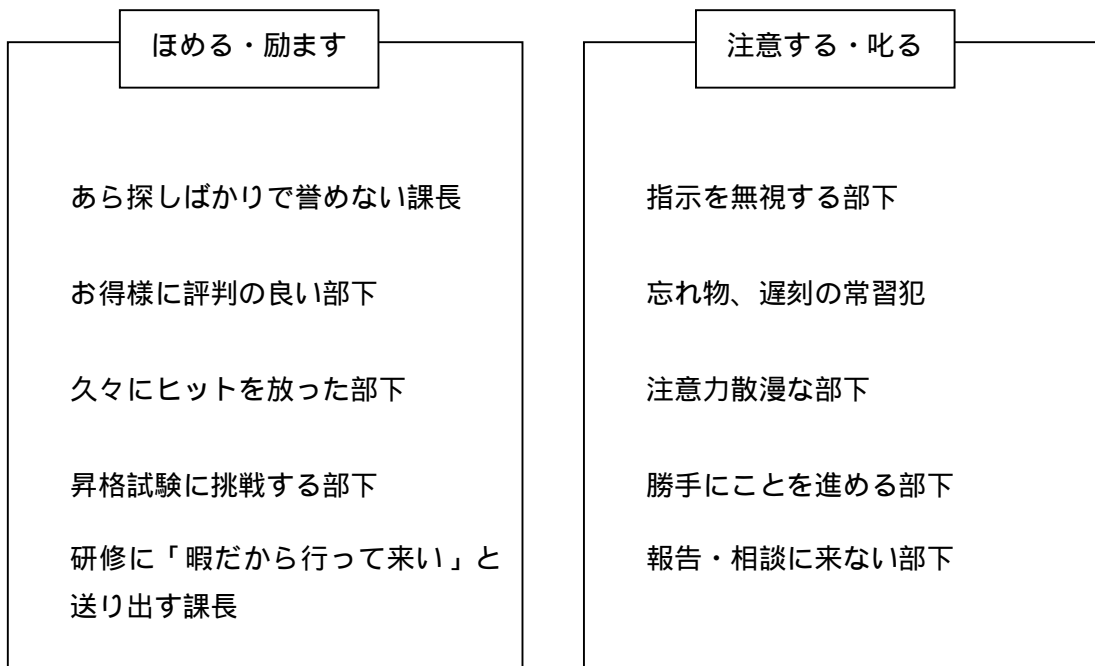 ほめる・励ます
あら探しばかりで誉めない課長
お得様に評判の良い部下
久々にヒットを放った部下
昇格試験に挑戦する部下
研修に「暇だから行って来い」と
送り出す課長
注意する・叱る
指示を無視する部下
忘れ物、遅刻の常習犯
注意力散漫な部下
勝手にことを進める部下
報告・相談に来ない部下